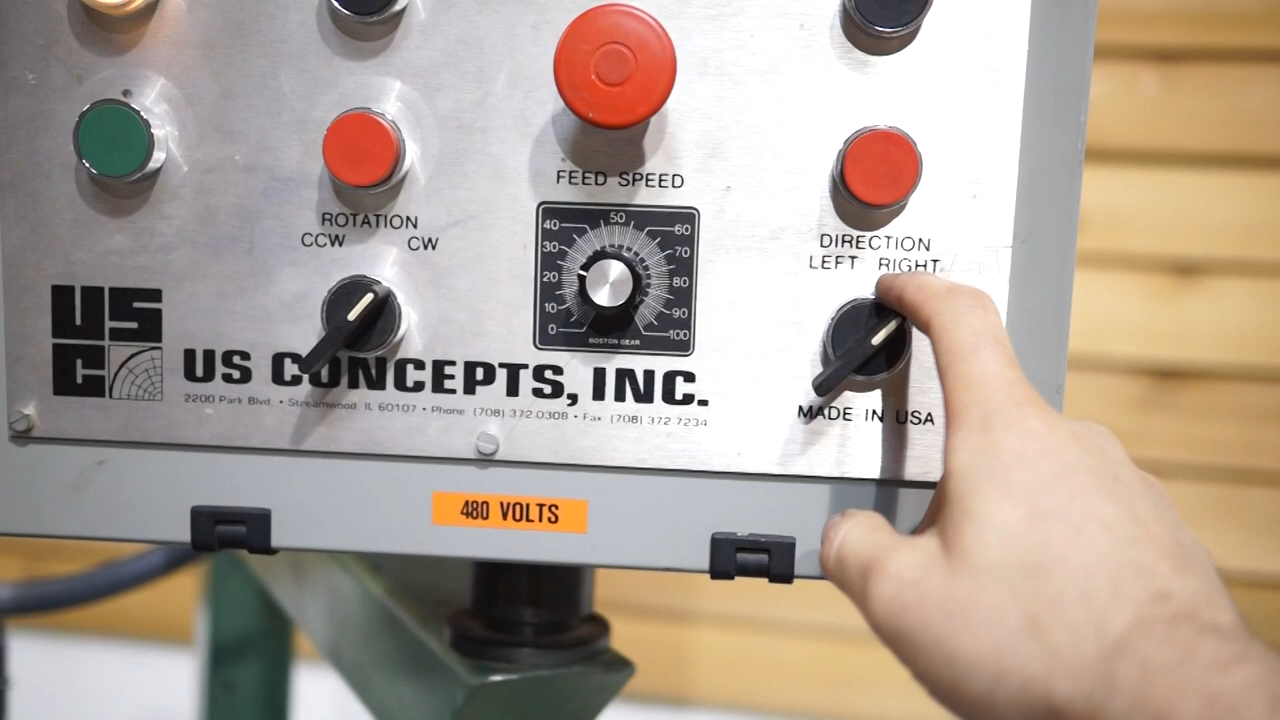 FEED SPEED
ROTATION
CCW CW
DIRECTION
LEFT RIGHT
0 10 20 30 40 50 60 70 80 90 100
BOSTON GEAR
USC
US CONCEPTS, INC.
2200 Park Blvd. • Streamwood, IL 60107 • Phone: (708) 372-0308 • Fax: (708) 372-7234
MADE IN USA
480 VOLTS